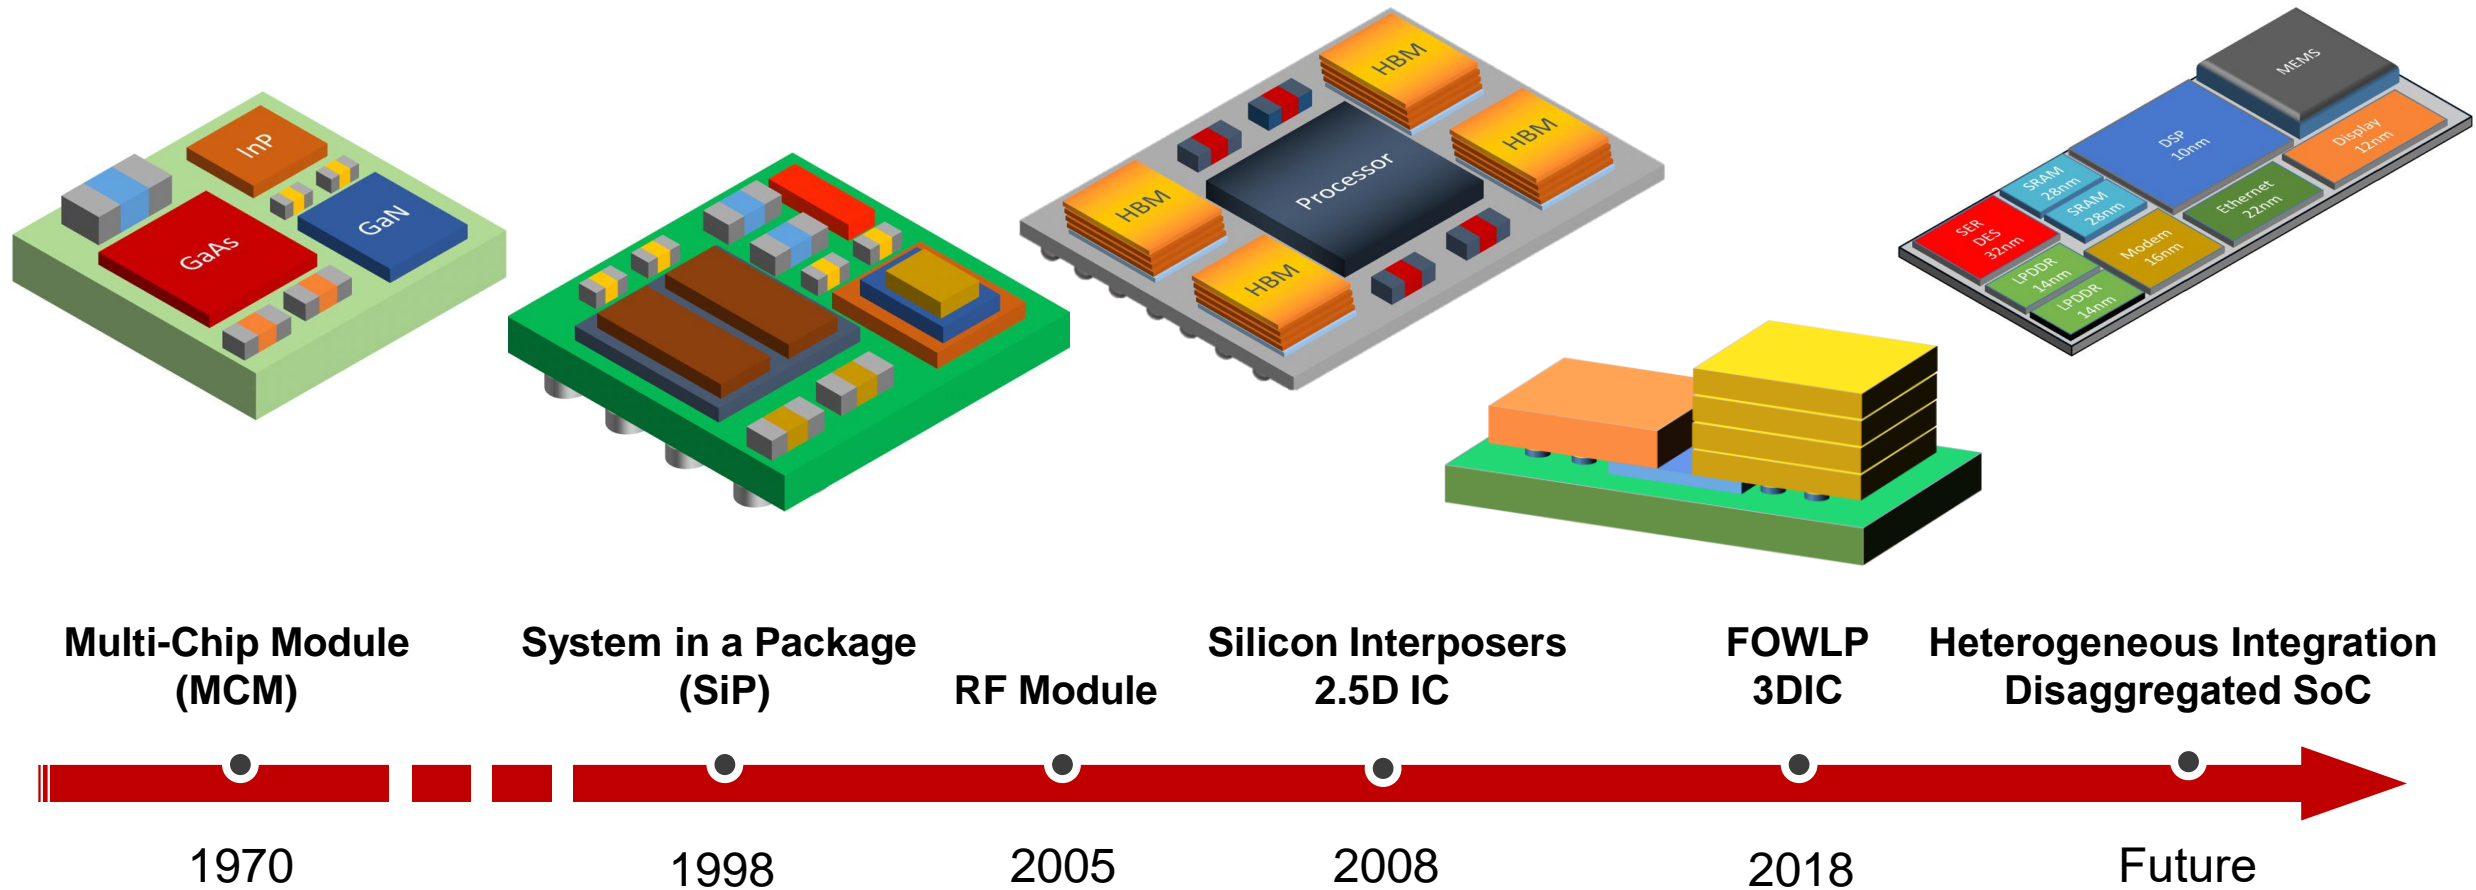 InP
GaAs
GaN
HBM
HBM
HBM
HBM
Processor
MEMS
DSP
10nm
Display
12nm
SRAM
28nm
SRAM
28nm
Ethernet
22nm
SER
DES
32nm
Modem
16nm
LPDDR
14nm
LPDDR
14nm
Multi-Chip Module
(MCM)
System in a Package
(SiP)
RF Module
Silicon Interposers
2.5D IC
FOWLP
3DIC
Heterogeneous Integration
Disaggregated SoC
1970
1998
2005
2008
2018
Future